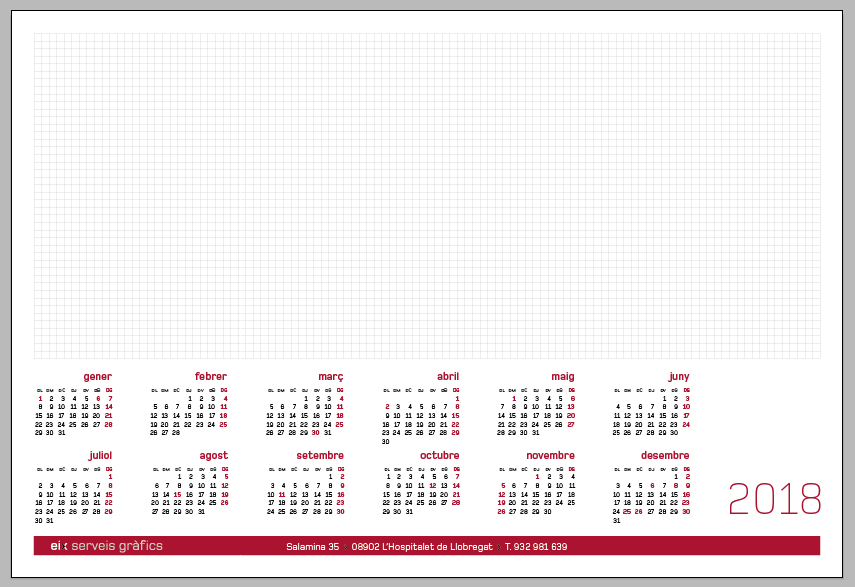 gener
DL DM DC DJ DV DS DG
1 2 3 4 5 6 7
8 9 10 11 12 13 14
15 16 17 18 19 20 21
22 23 24 25 26 27 28
29 30 31
febrer
DL DM DC DJ DV DS DG
1 2 3 4
5 6 7 8 9 10 11
12 13 14 15 16 17 18
19 20 21 22 23 24 25
26 27 28
març
DL DM DC DJ DV DS DG
1 2 3 4
5 6 7 8 9 10 11
12 13 14 15 16 17 18
19 20 21 22 23 24 25
26 27 28 29 30 31
abril
DL DM DC DJ DV DS DG
1
2 3 4 5 6 7 8
9 10 11 12 13 14 15
16 17 18 19 20 21 22
23 24 25 26 27 28 29
30
maig
DL DM DC DJ DV DS DG
1 2 3 4 5 6
7 8 9 10 11 12 13
14 15 16 17 18 19 20
21 22 23 24 25 26 27
28 29 30 31
juny
DL DM DC DJ DV DS DG
1 2 3
4 5 6 7 8 9 10
11 12 13 14 15 16 17
18 19 20 21 22 23 24
25 26 27 28 29 30
juliol
DL DM DC DJ DV DS DG
1
2 3 4 5 6 7 8
9 10 11 12 13 14 15
16 17 18 19 20 21 22
23 24 25 26 27 28 29
30 31
agost
DL DM DC DJ DV DS DG
1 2 3 4 5
6 7 8 9 10 11 12
13 14 15 16 17 18 19
20 21 22 23 24 25 26
27 28 29 30 31
setembre
DL DM DC DJ DV DS DG
1 2
3 4 5 6 7 8 9
10 11 12 13 14 15 16
17 18 19 20 21 22 23
24 25 26 27 28 29 30
octubre
DL DM DC DJ DV DS DG
1 2 3 4 5 6 7
8 9 10 11 12 13 14
15 16 17 18 19 20 21
22 23 24 25 26 27 28
29 30 31
novembre
DL DM DC DJ DV DS DG
1 2 3 4
5 6 7 8 9 10 11
12 13 14 15 16 17 18
19 20 21 22 23 24 25
26 27 28 29 30
desembre
DL DM DC DJ DV DS DG
1 2
3 4 5 6 7 8 9
10 11 12 13 14 15 16
17 18 19 20 21 22 23
24 25 26 27 28 29 30
31
2018
eix serveis gràfics
Salamina 35 · 08902 L'Hospitalet de Llobregat · T. 932 981 639